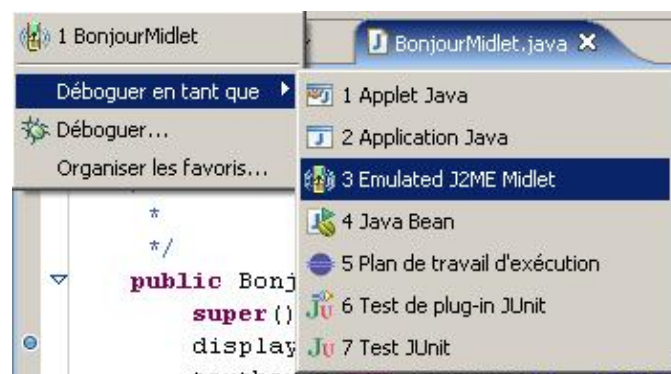 1 BonjourMidlet
BonjourMidlet.java
Déboguer en tant que
1 Applet Java
Déboguer...
2 Application Java
Organiser les favoris...
3 Emulated J2ME Midlet
*
4 Java Bean
*/
5 Plan de travail d'exécution
public Bonj
6 Test de plug-in JUnit
super()
7 Test JUnit
display